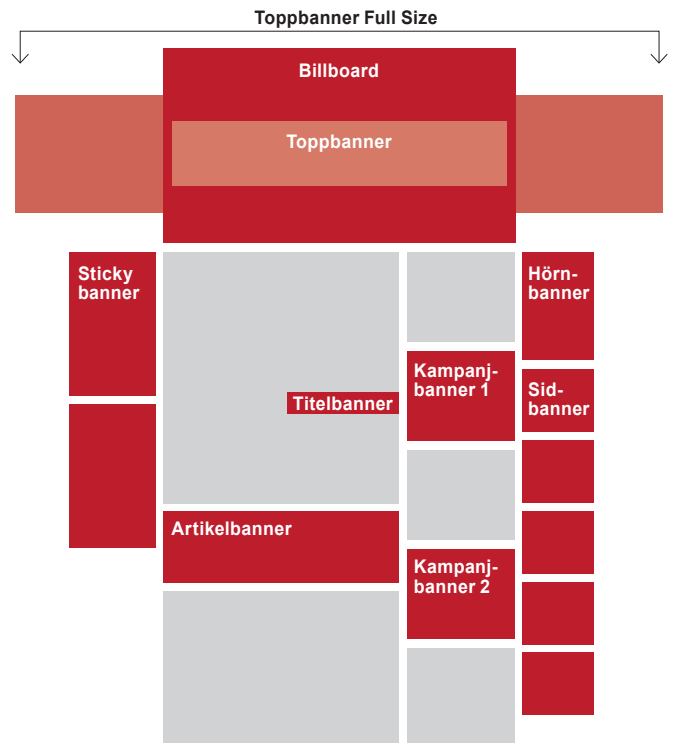 Toppbanner Full Size
Billboard
Toppbanner
Sticky
banner
Hörn-
banner
Kampanj-
banner 1
Titelbanner
Sid-
banner
Artikelbanner
Kampanj-
banner 2